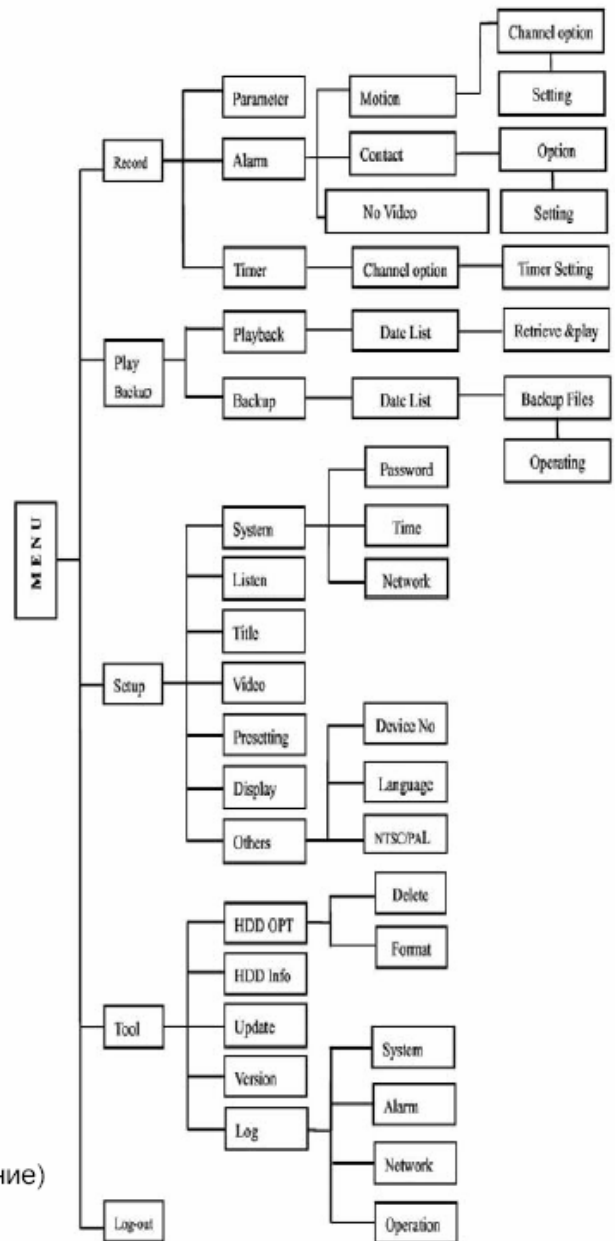 MENU
Record
Parameter
Alarm
Motion
Channel option
Setting
Contact
Option
Setting
No Video
Timer
Channel option
Timer Setting
Play
Backup
Playback
Date List
Retrieve &play
Backup
Date List
Backup Files
Operating
Setup
System
Password
Time
Network
Listen
Title
Video
Presetting
Display
Others
Device No
Language
NTSC/PAL
Tool
HDD OPT
Delete
Format
HDD Info
Update
Version
Log
System
Alarm
Network
Operation
ние)
Log-out